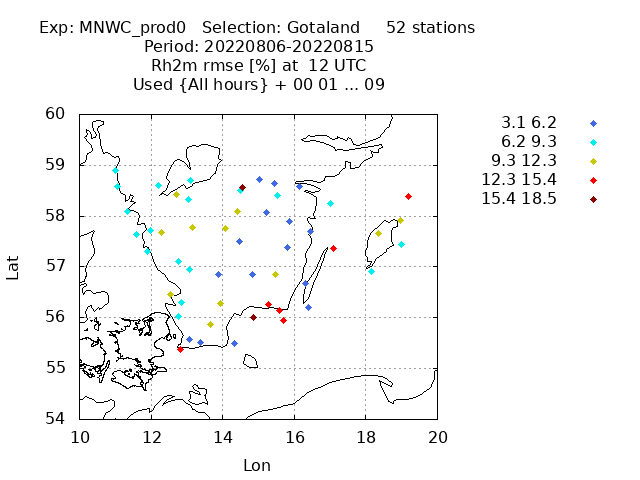 Exp: MNWC_prod0 Selection: Gotaland 52 stations
Period: 20220806-20220815
Rh2m rmse [%] at 12 UTC
Used {All hours} + 00 01 ... 09
3.1 6.2
6.2 9.3
9.3 12.3
12.3 15.4
15.4 18.5
60
59
58
57
56
55
54
Lat
10 12 14 16 18 20
Lon